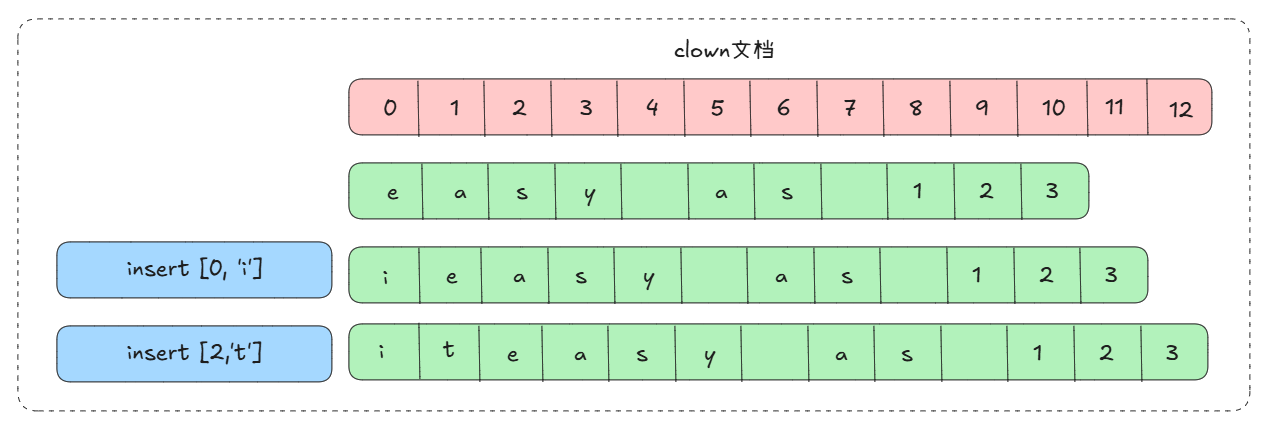 clown文档
0 1 2 3 4 5 6 7 8 9 10 11 12
e a s y a s 1 2 3
insert [0, 'i'] i e a s y a s 1 2 3
insert [2,'t'] i t e a s y a s 1 2 3